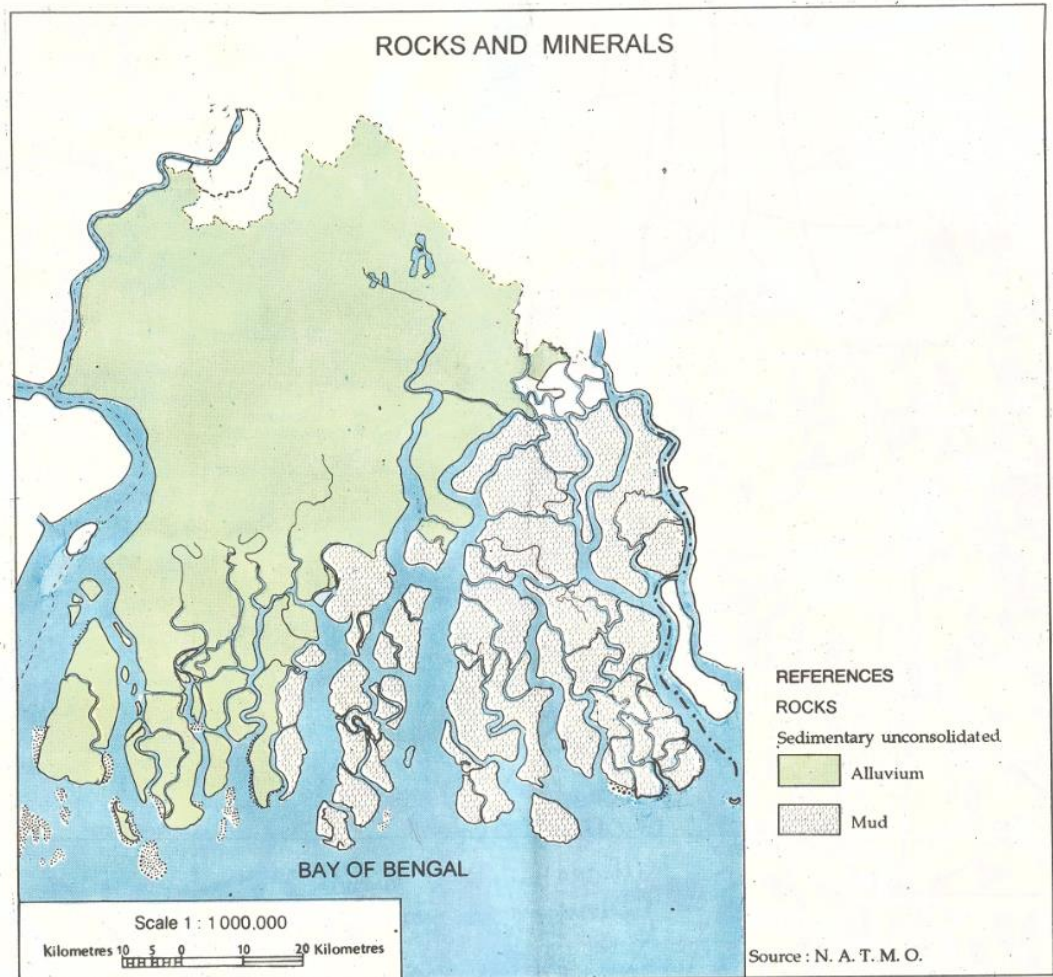 ROCKS AND MINERALS
REFERENCES
ROCKS
Sedimentary unconsolidated
Alluvium
Mud
BAY OF BENGAL
Scale 1 : 1 000,000
Kilometres 10 5 0 10 20 Kilometres
Source : N. A. T. M. O.